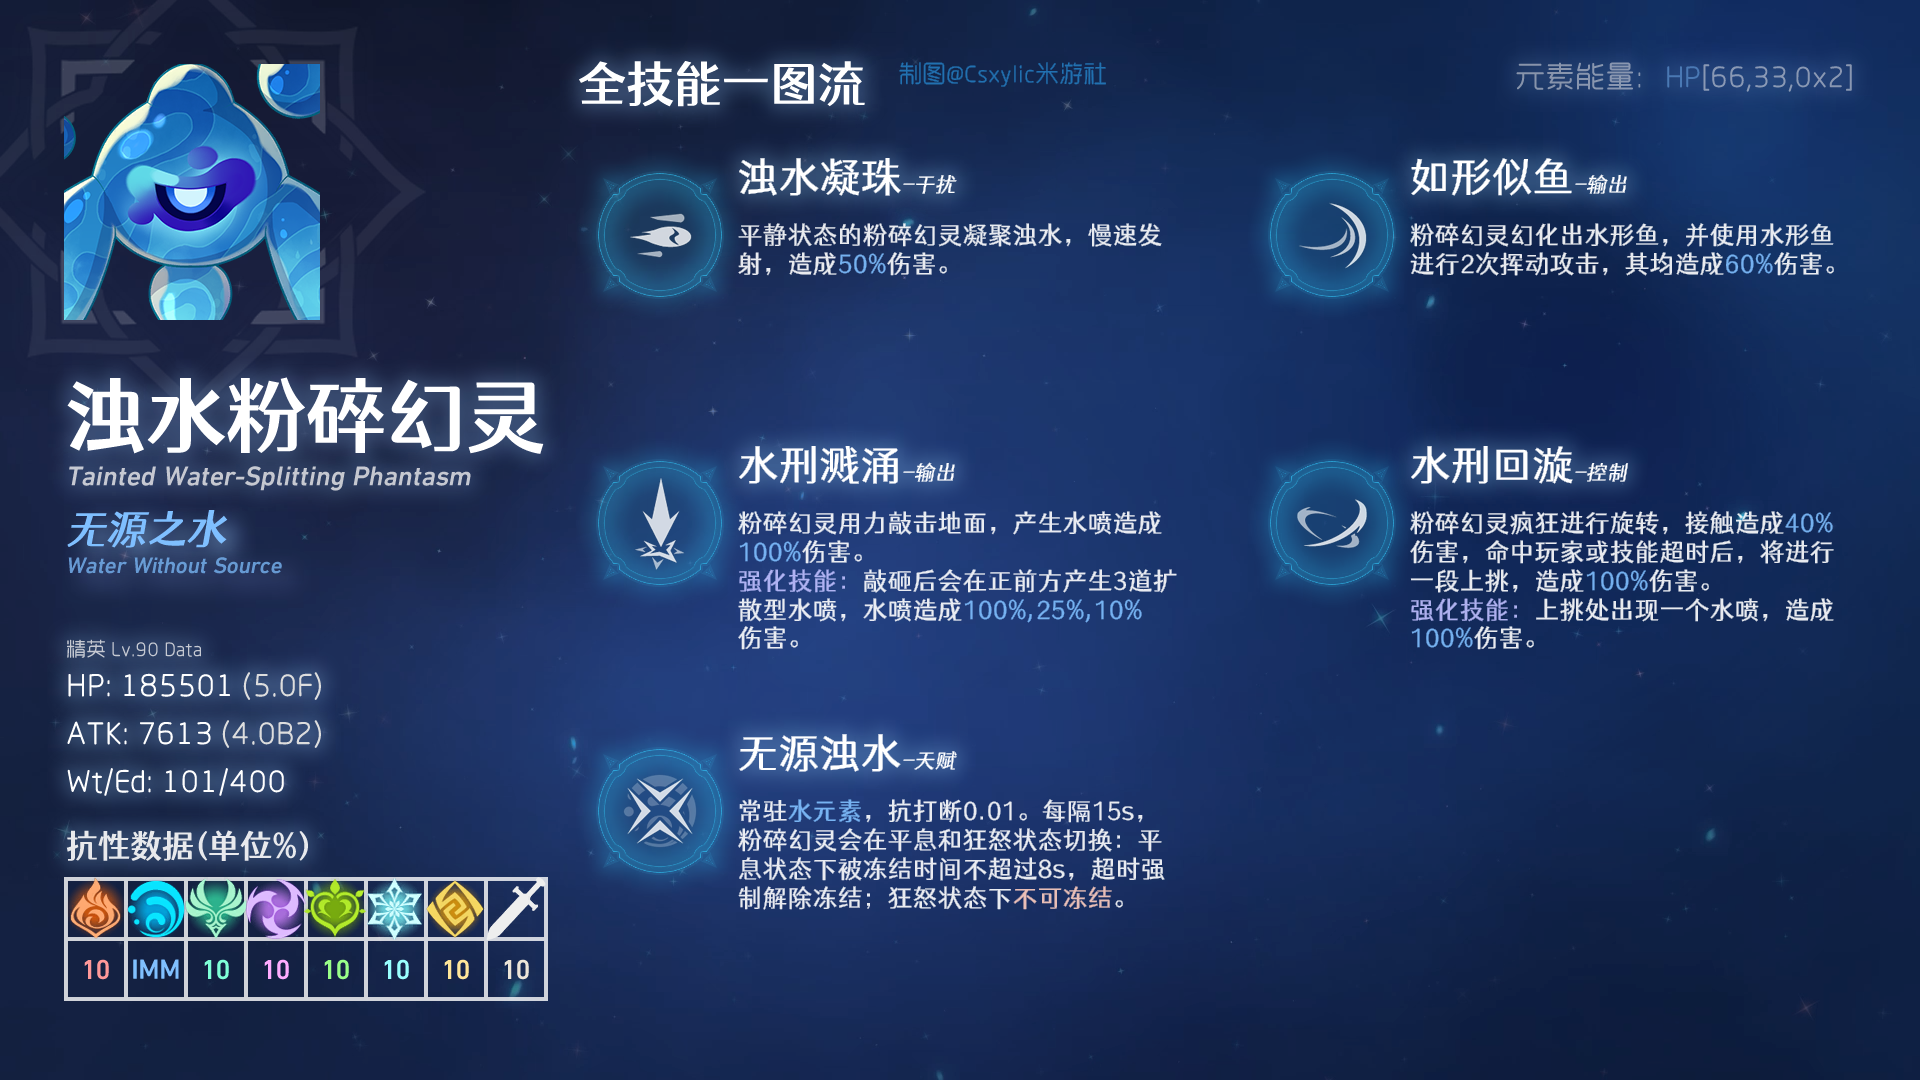 全技能一图流
制图@Csxylic米游社
元素能量： HP[66,33,0x2]
浊水粉碎幻灵
Tainted Water-Splitting Phantasm
无源之水
Water Without Source
精英 Lv.90 Data
HP: 185501 (5.0F)
ATK: 7613 (4.0B2)
Wt/Ed: 101/400
抗性数据(单位%)
10 IMM 10 10 10 10 10 10
浊水凝珠–干扰
平静状态的粉碎幻灵凝聚浊水，慢速发
射，造成50%伤害。
如形似鱼–输出
粉碎幻灵幻化出水形鱼，并使用水形鱼
进行2次挥动攻击，其均造成60%伤害。
水刑溅涌–输出
粉碎幻灵用力敲击地面，产生水喷造成
100%伤害。
强化技能：敲砸后会在正前方产生3道扩
散型水喷，水喷造成100%,25%,10%
伤害。
水刑回漩–控制
粉碎幻灵疯狂进行旋转，接触造成40%
伤害，命中玩家或技能超时后，将进行
一段上挑，造成100%伤害。
强化技能：上挑处出现一个水喷，造成
100%伤害。
无源浊水–天赋
常驻水元素，抗打断0.01。每隔15s，
粉碎幻灵会在平息和狂怒状态切换：平
息状态下被冻结时间不超过8s，超时强
制解除冻结；狂怒状态下不可冻结。